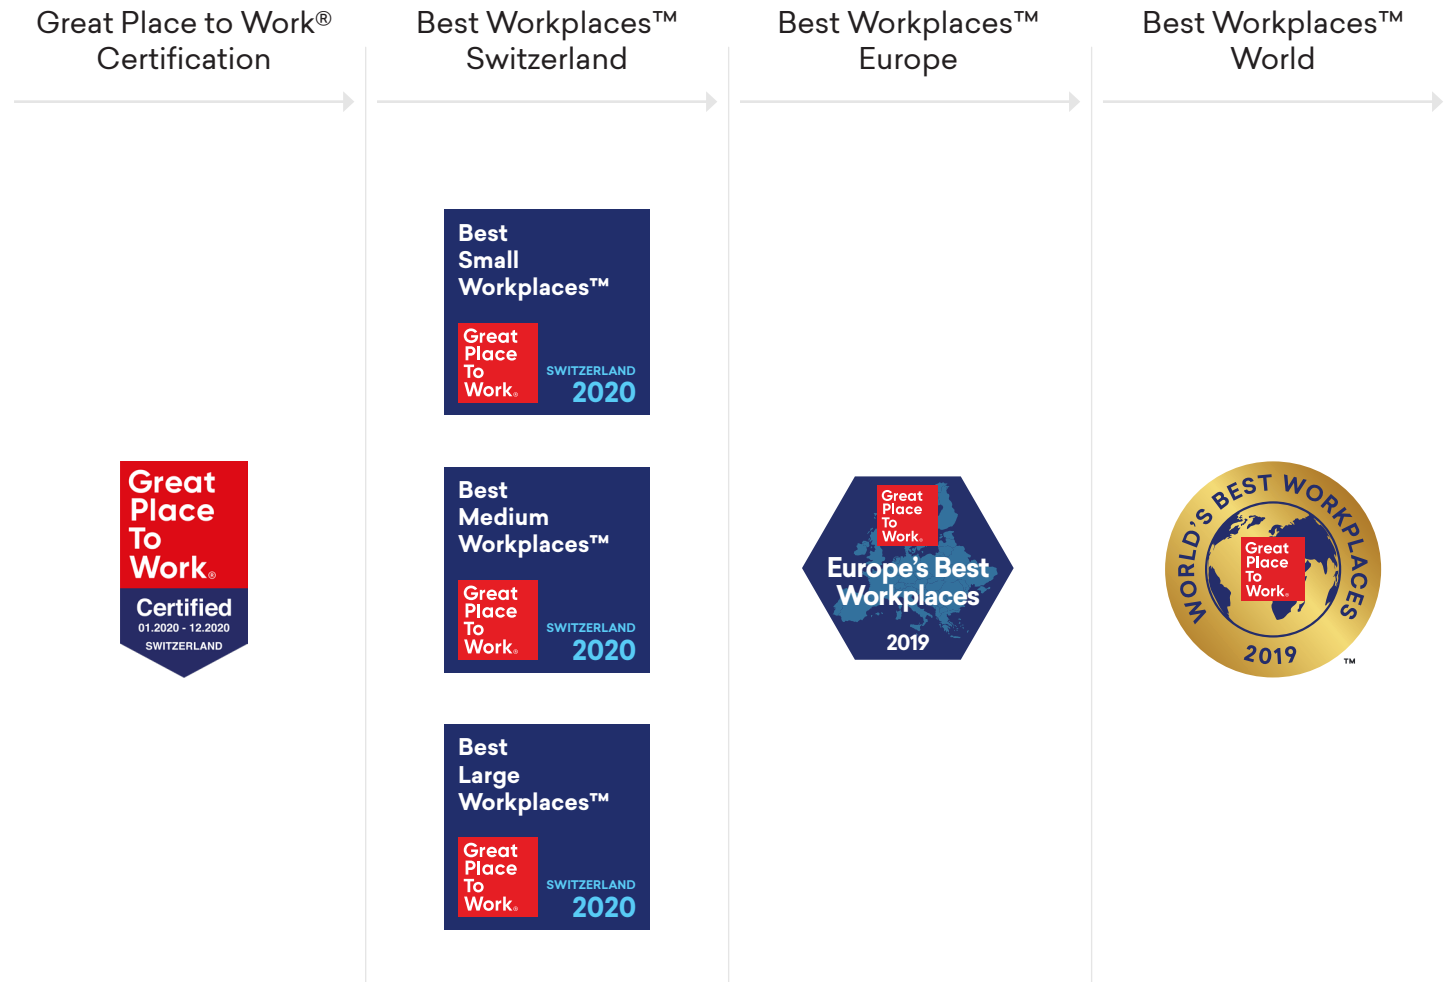 Great Place to Work®
Certification
Best Workplaces™
Switzerland
Best Workplaces™
Europe
Best Workplaces™
World
Great
Place
To
Work®
Certified
01.2020 - 12.2020
SWITZERLAND
Best
Small
Workplaces™
Great
Place
To
Work®
SWITZERLAND
2020
Best
Medium
Workplaces™
Great
Place
To
Work®
SWITZERLAND
2020
Best
Large
Workplaces™
Great
Place
To
Work®
SWITZERLAND
2020
Great
Place
To
Work®
Europe's Best
Workplaces
2019
WORLD'S BEST WORKPLACES
Great
Place
To
Work®
2019
™